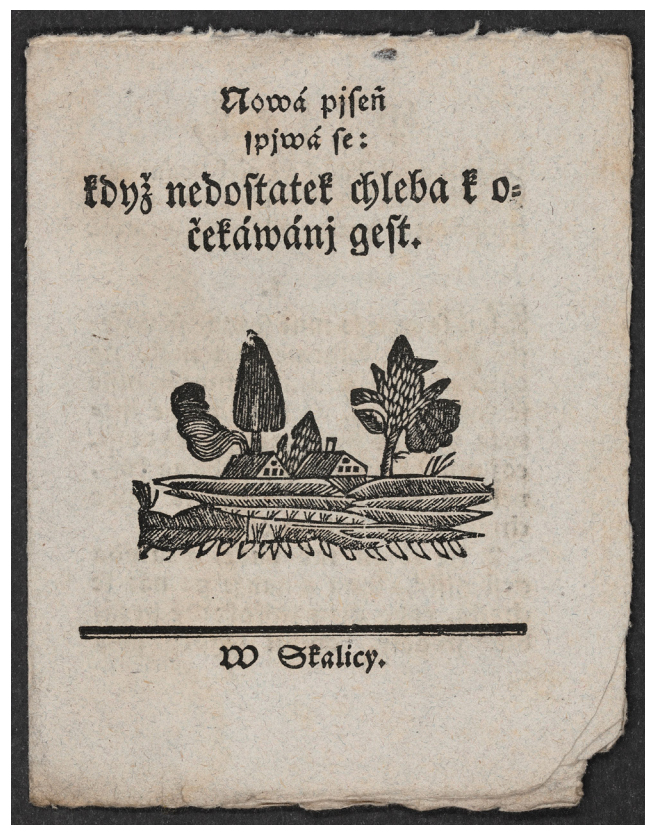 Nowá pjſeň
ſpjwá ſe:
když nedoſtatek chleba k o-
čekáwánj geſt.
W Skalicy.